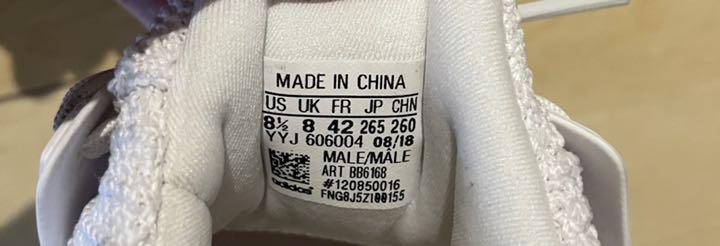 MADE IN CHINA
US UK FR JP CHN
8½ 8 42 265 260
YYJ 606004 08/18
MALE/MÂLE
ART BB6168
#120850016
adidas FNG8J5Z100155